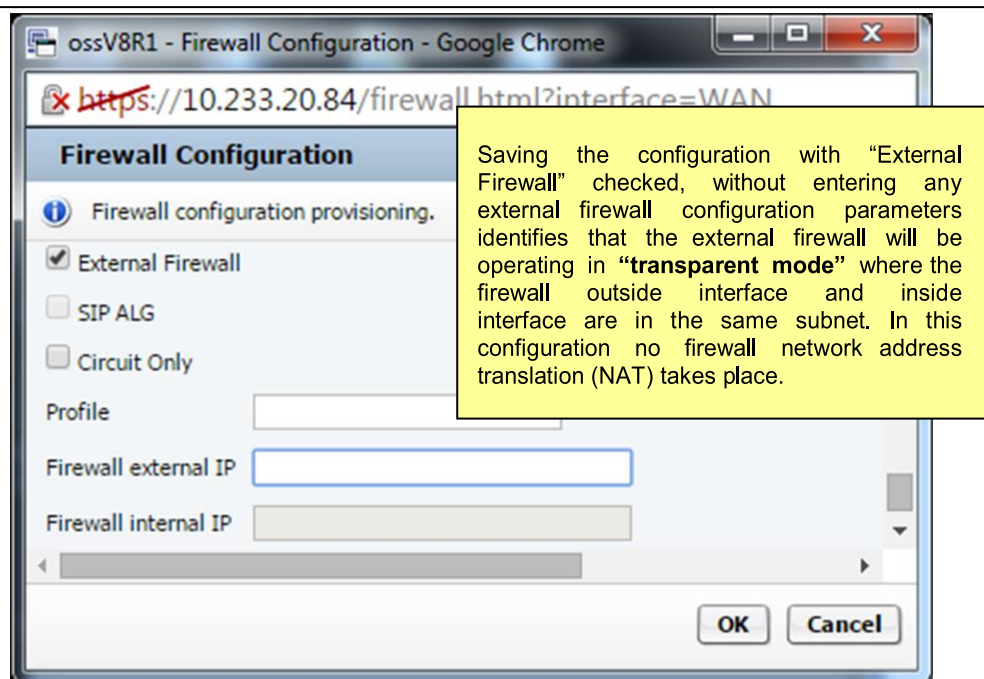 ossV8R1 - Firewall Configuration - Google Chrome
https://10.233.20.84/firewall.html?interface=WAN
Firewall Configuration
Firewall configuration provisioning.
External Firewall
SIP ALG
Circuit Only
Profile
Firewall external IP
Firewall internal IP
OK Cancel
Saving the configuration with “External
Firewall” checked, without entering any
external firewall configuration parameters
identifies that the external firewall will be
operating in “transparent mode” where the
firewall outside interface and inside
interface are in the same subnet. In this
configuration no firewall network address
translation (NAT) takes place.